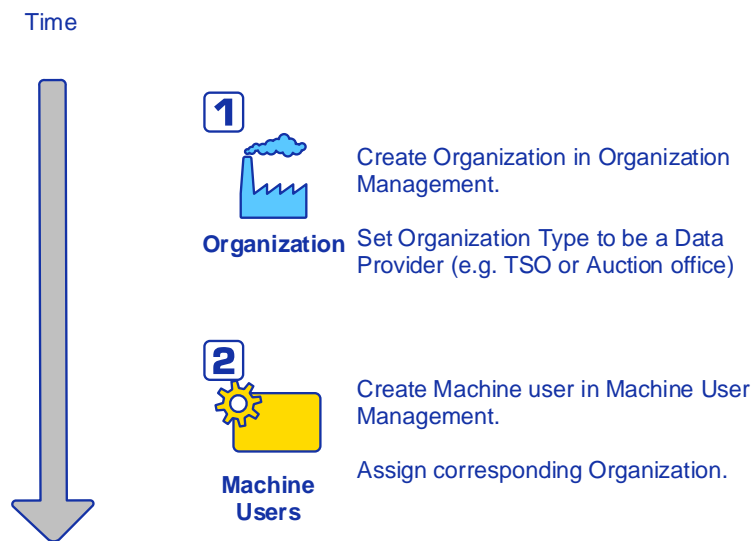 Time
1
Create Organization in Organization
Management.
Organization
Set Organization Type to be a Data
Provider (e.g. TSO or Auction office)
2
Create Machine user in Machine User
Management.
Assign corresponding Organization.
Machine
Users